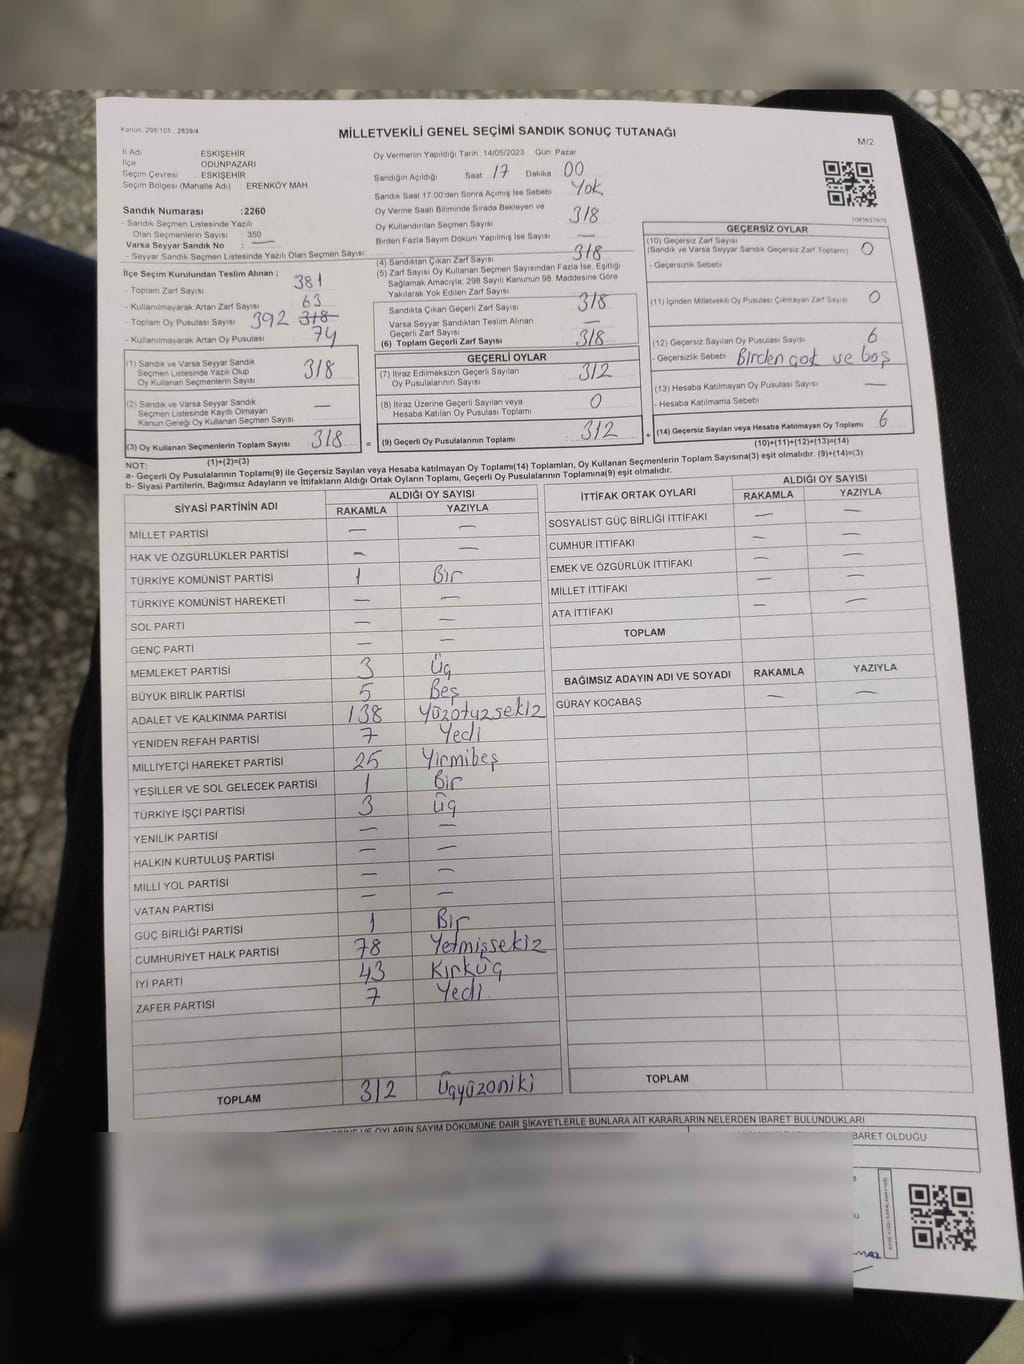 Kanun: 298/105 , 2839/4
MİLLETVEKİLİ GENEL SEÇİMİ SANDIK SONUÇ TUTANAĞI
M/2
İl Adı ESKİŞEHİR
İlçe ODUNPAZARI
Seçim Çevresi : ESKİŞEHİR
Seçim Bölgesi (Mahalle Adı) : ERENKÖY MAH
Sandık Numarası :2260
- Sandık Seçmen Listesinde Yazılı
Olan Seçmenlerin Sayısı 350
Varsa Seyyar Sandık No : —
- Seyyar Sandık Seçmen Listesinde Yazılı Olan Seçmen Sayısı:
İlçe Seçim Kurulundan Teslim Alınan ;
- Toplam Zarf Sayısı 381
- Kullanılmayarak Artan Zarf Sayısı 63
- Toplam Oy Pusulası Sayısı 392 318
- Kullanılmayarak Artan Oy Pusulası 74
(1) Sandık ve Varsa Seyyar Sandık
Seçmen Listesinde Yazılı Olup
Oy Kullanan Seçmenlerin Sayısı 318
(2) Sandık ve Varsa Seyyar Sandık
Seçmen Listesinde Kayıtlı Olmayan
Kanun Gereği Oy Kullanan Seçmen Sayısı —
(3) Oy Kullanan Seçmenlerin Toplam Sayısı 318
(1)+(2)=(3)
Oy Vermenin Yapıldığı Tarih :14/05/2023 Gün: Pazar
Sandığın Açıldığı Saat 17 Dakika 00
Sandık Saat 17.00'den Sonra Açımış İse Sebebi Yok
Oy Verme Saati Bitiminde Sırada Bekleyen ve
Oy Kullandırılan Seçmen Sayısı 318
Birden Fazla Sayım Döküm Yapılmış İse Sayısı —
(4) Sandıktan Çıkan Zarf Sayısı 318
(5) Zarf Sayısı Oy Kullanan Seçmen Sayısından Fazla İse, Eşitliği
Sağlamak Amacıyla; 298 Sayılı Kanunun 98. Maddesine Göre
Yakılarak Yok Edilen Zarf Sayısı
Sandıkta Çıkan Geçerli Zarf Sayısı 318
Varsa Seyyar Sandıktan Teslim Alınan
Geçerli Zarf Sayısı —
(6) Toplam Geçerli Zarf Sayısı 318
GEÇERLİ OYLAR
(7) İtiraz Edilmeksizin Geçerli Sayılan
Oy Pusulalarının Sayısı 312
(8) İtiraz Üzerine Geçerli Sayılan veya
Hesaba Katılan Oy Pusulası Toplamı 0
= (9) Geçerli Oy Pusulalarının Toplamı 312 +
1083657979
GEÇERSİZ OYLAR
(10) Geçersiz Zarf Sayısı
(Sandık ve Varsa Seyyar Sandık Geçersiz Zarf Toplamı) 0
- Geçersizlik Sebebi
(11) İçinden Milletvekili Oy Pusulası Çıkmayan Zarf Sayısı 0
(12) Geçersiz Sayılan Oy Pusulası Sayısı 6
- Geçersizlik Sebebi Birden çok ve boş
(13) Hesaba Katılmayan Oy Pusulası Sayısı —
- Hesaba Katılmama Sebebi
(14) Geçersiz Sayılan veya Hesaba Katılmayan Oy Toplamı 6
(10)+(11)+(12)+(13)=(14)
NOT:
a- Geçerli Oy Pusulalarının Toplamı(9) ile Geçersiz Sayılan veya Hesaba katılmayan Oy Toplamı(14) Toplamları, Oy Kullanan Seçmenlerin Toplam Sayısına(3) eşit olmalıdır. (9)+(14)=(3)
b- Siyasi Partilerin, Bağımsız Adayların ve İttifakların Aldığı Ortak Oyların Toplamı, Geçerli Oy Pusulalarının Toplamına(9) eşit olmalıdır.
SİYASİ PARTİNİN ADI ALDIĞI OY SAYISI
RAKAMLA YAZIYLA
MİLLET PARTİSİ — —
HAK VE ÖZGÜRLÜKLER PARTİSİ — —
TÜRKİYE KOMÜNİST PARTİSİ 1 Bir
TÜRKİYE KOMÜNİST HAREKETİ — —
SOL PARTİ — —
GENÇ PARTİ — —
MEMLEKET PARTİSİ 3 Üç
BÜYÜK BİRLİK PARTİSİ 5 Beş
ADALET VE KALKINMA PARTİSİ 138 Yüzotuzsekiz
YENİDEN REFAH PARTİSİ 7 Yedi
MİLLİYETÇİ HAREKET PARTİSİ 25 Yirmibeş
YEŞİLLER VE SOL GELECEK PARTİSİ 1 Bir
TÜRKİYE İŞÇİ PARTİSİ 3 Üç
YENİLİK PARTİSİ — —
HALKIN KURTULUŞ PARTİSİ — —
MİLLİ YOL PARTİSİ — —
VATAN PARTİSİ — —
GÜÇ BİRLİĞİ PARTİSİ 1 Bir
CUMHURİYET HALK PARTİSİ 78 Yetmişsekiz
İYİ PARTİ 43 Kırküç
ZAFER PARTİSİ 7 Yedi
TOPLAM 312 Üçyüzoniki
İTTİFAK ORTAK OYLARI ALDIĞI OY SAYISI
RAKAMLA YAZIYLA
SOSYALİST GÜÇ BİRLİĞİ İTTİFAKI — —
CUMHUR İTTİFAKI — —
EMEK VE ÖZGÜRLÜK İTTİFAKI — —
MİLLET İTTİFAKI — —
ATA İTTİFAKI — —
TOPLAM
BAĞIMSIZ ADAYIN ADI VE SOYADI RAKAMLA YAZIYLA
GÜRAY KOCABAŞ — —
TOPLAM
VE OYLARIN SAYIM DÖKÜMÜNE DAİR ŞİKAYETLERLE BUNLARA AİT KARARLARIN NELERDEN İBARET BULUNDUKLARI
BARET OLDUĞU